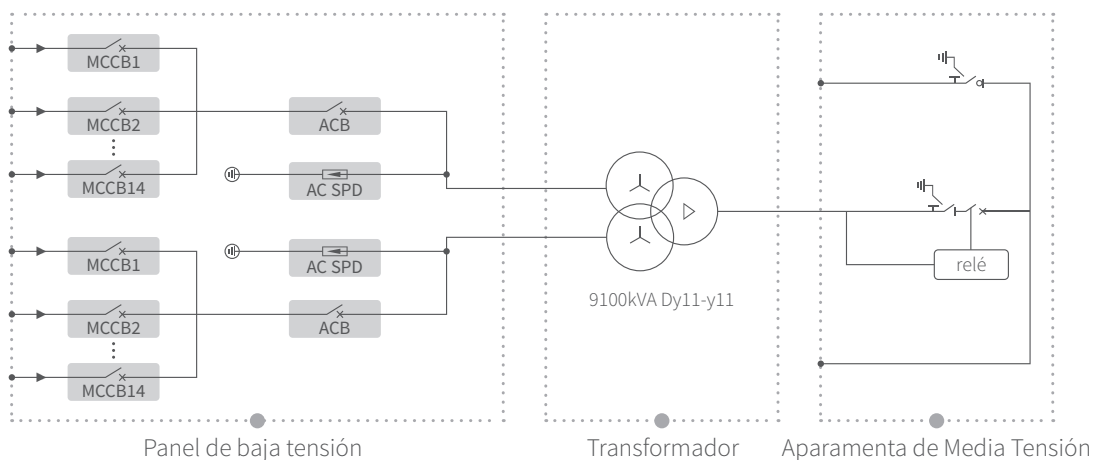 MCCB1
MCCB2
ACB
MCCB14
AC SPD
MCCB1
AC SPD
MCCB2
ACB
MCCB14
9100kVA Dy11-y11
relé
Panel de baja tensión
Transformador
Aparamenta de Media Tensión